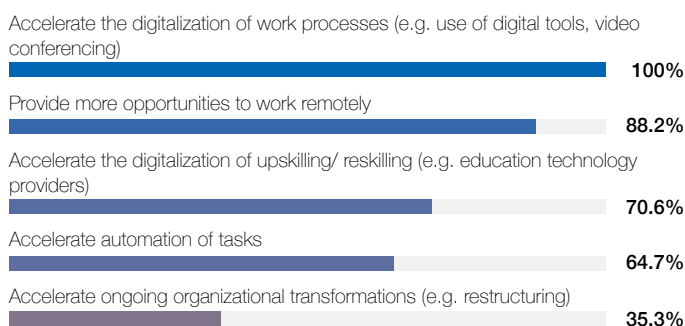 Accelerate the digitalization of work processes (e.g. use of digital tools, video
conferencing)
100%
Provide more opportunities to work remotely
88.2%
Accelerate the digitalization of upskilling/ reskilling (e.g. education technology
providers)
70.6%
Accelerate automation of tasks
64.7%
Accelerate ongoing organizational transformations (e.g. restructuring)
35.3%